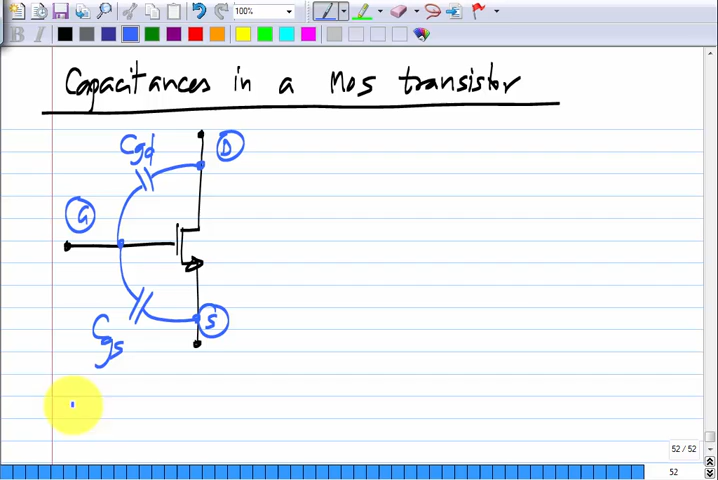 100%
B I
Capacitances in a Mos transistor
Cgd
D
G
S
Cgs
52 / 52
52